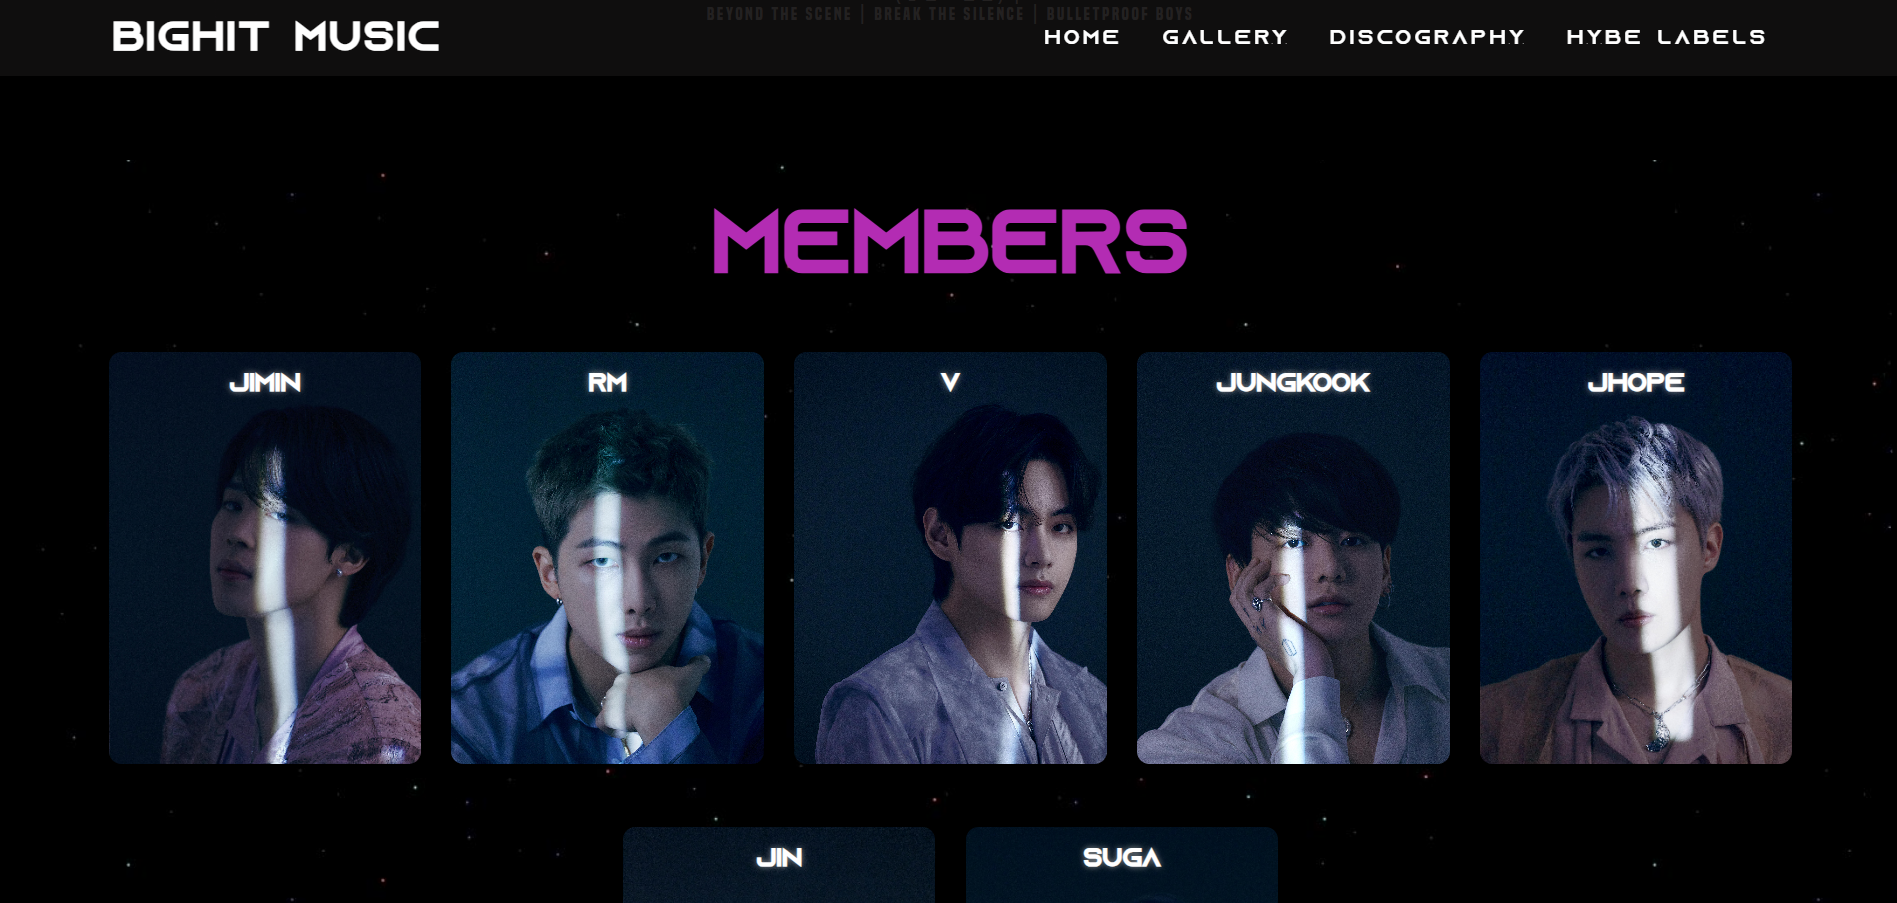 BEYOND THE SCENE | BREAK THE SILENCE | BULLETPROOF BOYS
BIGHIT MUSIC
HOME GALLERY DISCOGRAPHY HYBE LABELS
MEMBERS
JIMIN
RM
V
JUNGKOOK
JHOPE
JIN
SUGA